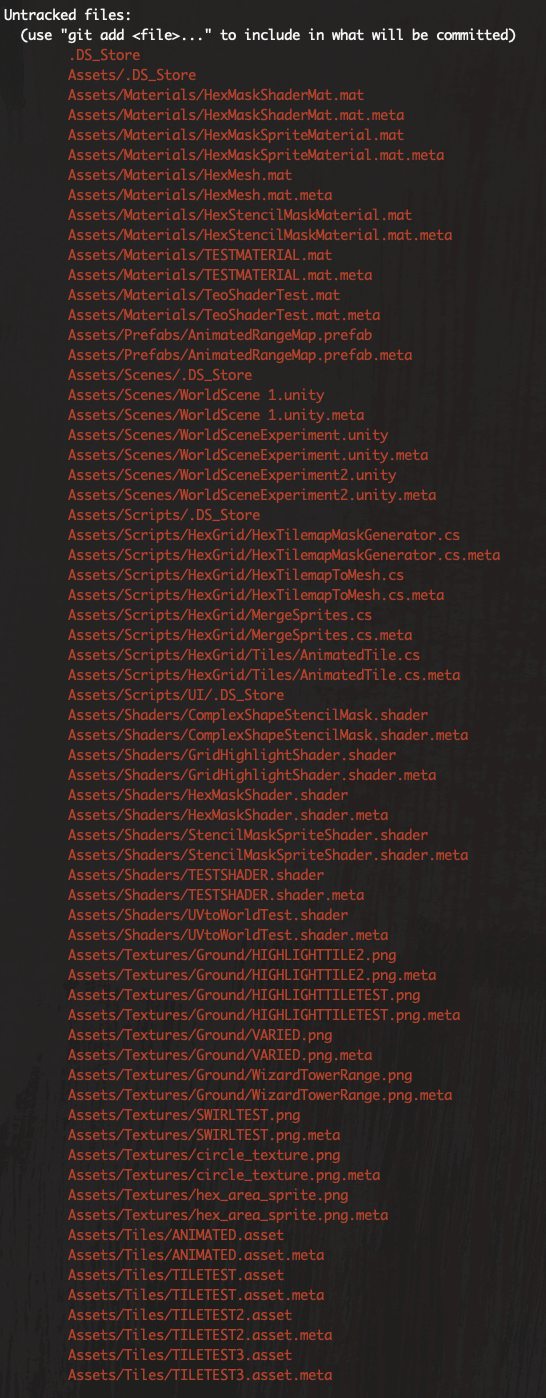 Untracked files:
(use "git add <file>..." to include in what will be committed)
.DS_Store
Assets/.DS_Store
Assets/Materials/HexMaskShaderMat.mat
Assets/Materials/HexMaskShaderMat.mat.meta
Assets/Materials/HexMaskSpriteMaterial.mat
Assets/Materials/HexMaskSpriteMaterial.mat.meta
Assets/Materials/HexMesh.mat
Assets/Materials/HexMesh.mat.meta
Assets/Materials/HexStencilMaskMaterial.mat
Assets/Materials/HexStencilMaskMaterial.mat.meta
Assets/Materials/TESTMATERIAL.mat
Assets/Materials/TESTMATERIAL.mat.meta
Assets/Materials/TeoShaderTest.mat
Assets/Materials/TeoShaderTest.mat.meta
Assets/Prefabs/AnimatedRangeMap.prefab
Assets/Prefabs/AnimatedRangeMap.prefab.meta
Assets/Scenes/.DS_Store
Assets/Scenes/WorldScene 1.unity
Assets/Scenes/WorldScene 1.unity.meta
Assets/Scenes/WorldSceneExperiment.unity
Assets/Scenes/WorldSceneExperiment.unity.meta
Assets/Scenes/WorldSceneExperiment2.unity
Assets/Scenes/WorldSceneExperiment2.unity.meta
Assets/Scripts/.DS_Store
Assets/Scripts/HexGrid/HexTilemapMaskGenerator.cs
Assets/Scripts/HexGrid/HexTilemapMaskGenerator.cs.meta
Assets/Scripts/HexGrid/HexTilemapToMesh.cs
Assets/Scripts/HexGrid/HexTilemapToMesh.cs.meta
Assets/Scripts/HexGrid/MergeSprites.cs
Assets/Scripts/HexGrid/MergeSprites.cs.meta
Assets/Scripts/HexGrid/Tiles/AnimatedTile.cs
Assets/Scripts/HexGrid/Tiles/AnimatedTile.cs.meta
Assets/Scripts/UI/.DS_Store
Assets/Shaders/ComplexShapeStencilMask.shader
Assets/Shaders/ComplexShapeStencilMask.shader.meta
Assets/Shaders/GridHighlightShader.shader
Assets/Shaders/GridHighlightShader.shader.meta
Assets/Shaders/HexMaskShader.shader
Assets/Shaders/HexMaskShader.shader.meta
Assets/Shaders/StencilMaskSpriteShader.shader
Assets/Shaders/StencilMaskSpriteShader.shader.meta
Assets/Shaders/TESTSHADER.shader
Assets/Shaders/TESTSHADER.shader.meta
Assets/Shaders/UVtoWorldTest.shader
Assets/Shaders/UVtoWorldTest.shader.meta
Assets/Textures/Ground/HIGHLIGHTTILE2.png
Assets/Textures/Ground/HIGHLIGHTTILE2.png.meta
Assets/Textures/Ground/HIGHLIGHTTILETEST.png
Assets/Textures/Ground/HIGHLIGHTTILETEST.png.meta
Assets/Textures/Ground/VARIED.png
Assets/Textures/Ground/VARIED.png.meta
Assets/Textures/Ground/WizardTowerRange.png
Assets/Textures/Ground/WizardTowerRange.png.meta
Assets/Textures/SWIRLTEST.png
Assets/Textures/SWIRLTEST.png.meta
Assets/Textures/circle_texture.png
Assets/Textures/circle_texture.png.meta
Assets/Textures/hex_area_sprite.png
Assets/Textures/hex_area_sprite.png.meta
Assets/Tiles/ANIMATED.asset
Assets/Tiles/ANIMATED.asset.meta
Assets/Tiles/TILETEST.asset
Assets/Tiles/TILETEST.asset.meta
Assets/Tiles/TILETEST2.asset
Assets/Tiles/TILETEST2.asset.meta
Assets/Tiles/TILETEST3.asset
Assets/Tiles/TILETEST3.asset.meta